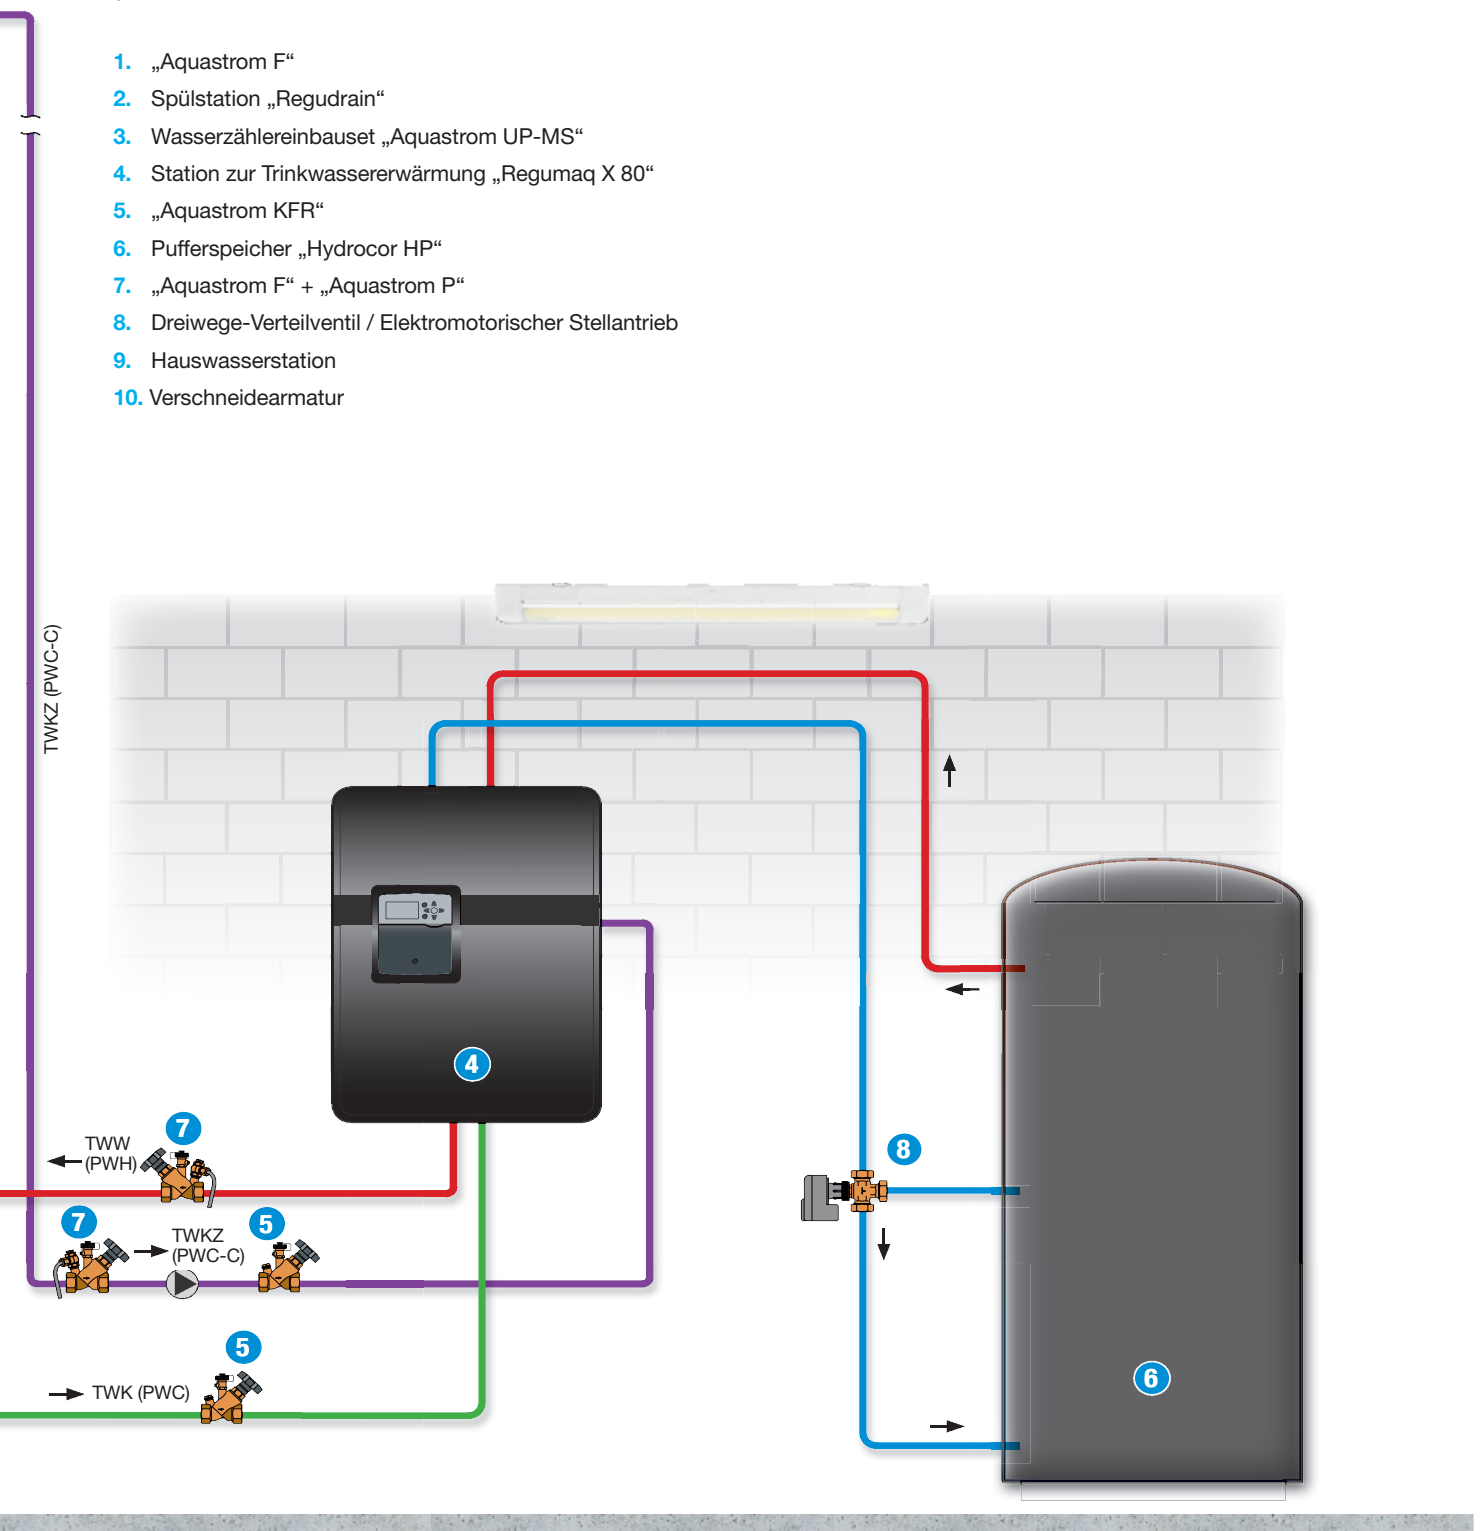 1. „Aquastrom F“
2. Spülstation „Regudrain“
3. Wasserzählereinbauset „Aquastrom UP-MS“
4. Station zur Trinkwassererwärmung „Regumaq X 80“
5. „Aquastrom KFR“
6. Pufferspeicher „Hydrocor HP“
7. „Aquastrom F“ + „Aquastrom P“
8. Dreiwege-Verteilventil / Elektromotorischer Stellantrieb
9. Hauswasserstation
10. Verschneidearmatur
TWKZ (PWC-C)
4
7
TWW
(PWH)
8
7
5
TWKZ
(PWC-C)
5
TWK (PWC)
6